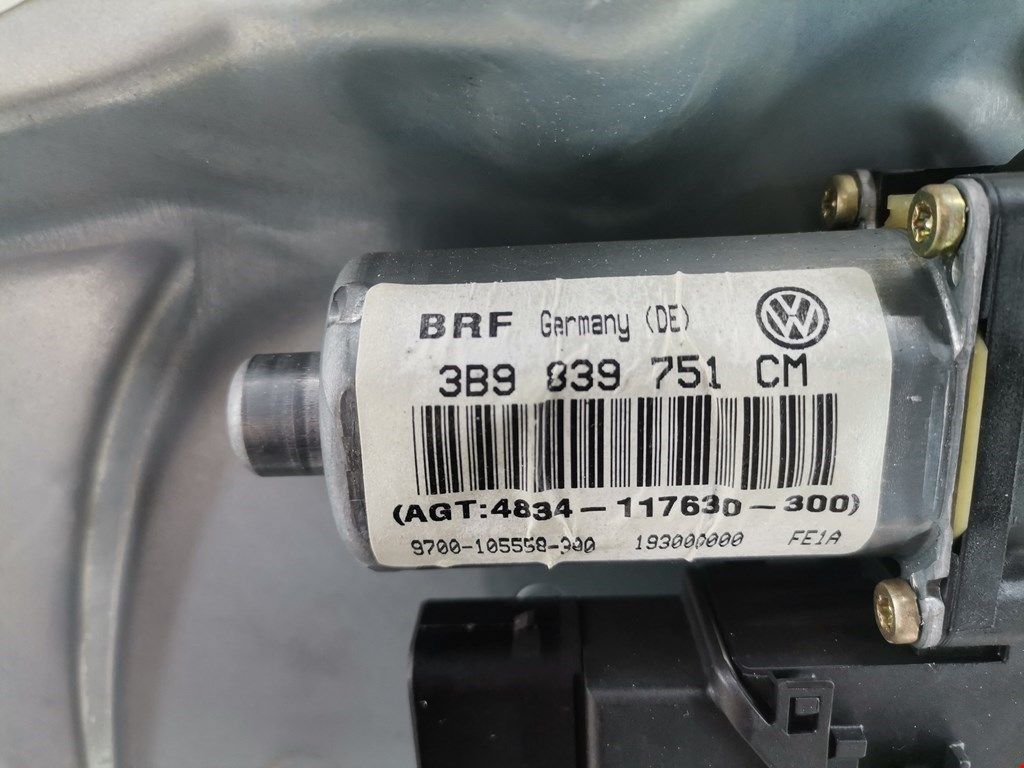 BRF Germany (DE)
3B9 839 751 CM
(AGT:4834-117630-300)
9700-105558-300 193000000 FE1A